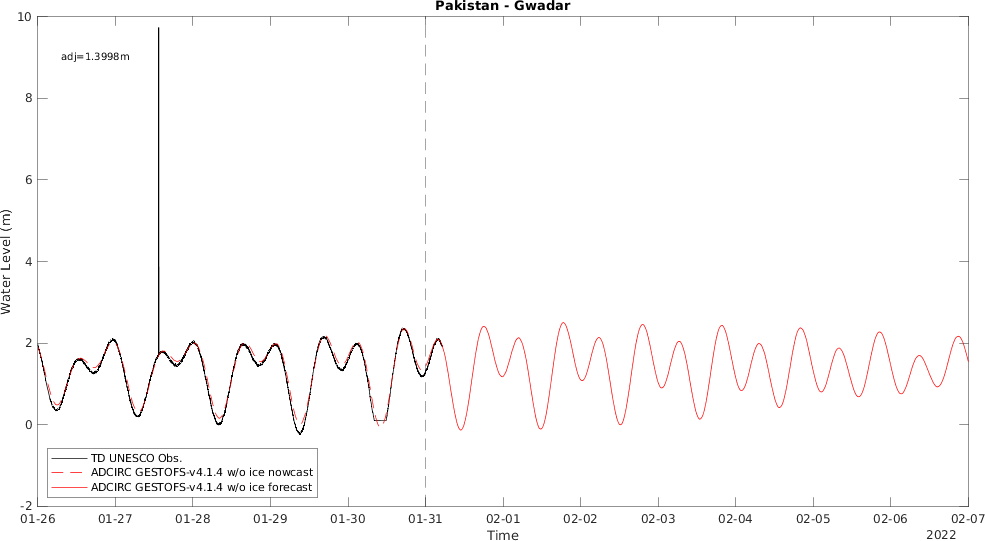 Pakistan - Gwadar
10
adj=1.3998m
8
6
4
2
0
-2
Water Level (m)
TD UNESCO Obs.
ADCIRC GESTOFS-v4.1.4 w/o ice nowcast
ADCIRC GESTOFS-v4.1.4 w/o ice forecast
01-26 01-27 01-28 01-29 01-30 01-31 02-01 02-02 02-03 02-04 02-05 02-06 02-07
Time
2022